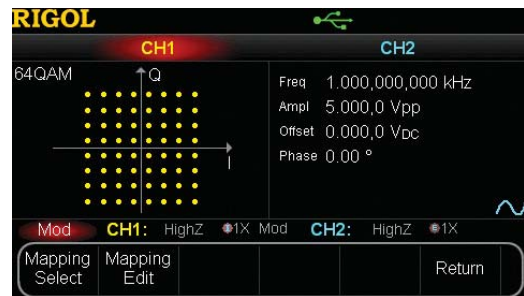 RIGOL
CH1 CH2
64QAM Q
I
Freq 1.000,000,000 kHz
Ampl 5.000,0 Vpp
Offset 0.000,0 VDC
Phase 0.00 °
Mod CH1: HighZ 1X Mod CH2: HighZ 1X
Mapping Select
Mapping Edit
Return